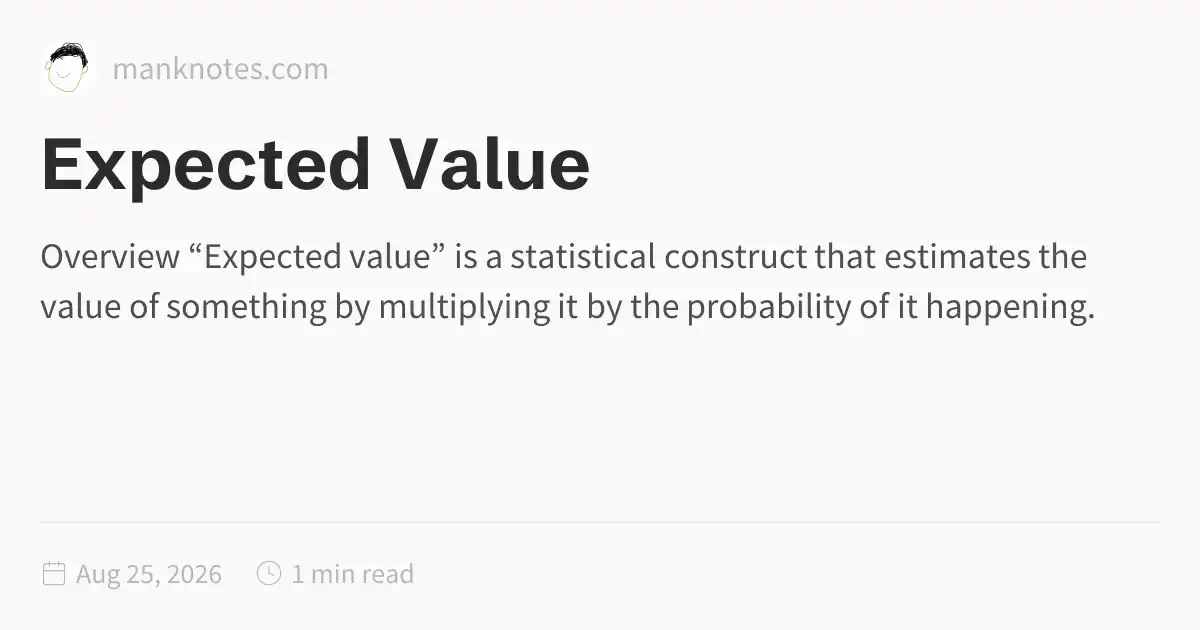 manknotes.com
Expected Value
Overview “Expected value” is a statistical construct that estimates the
value of something by multiplying it by the probability of it happening.
Aug 25, 2026 1 min read